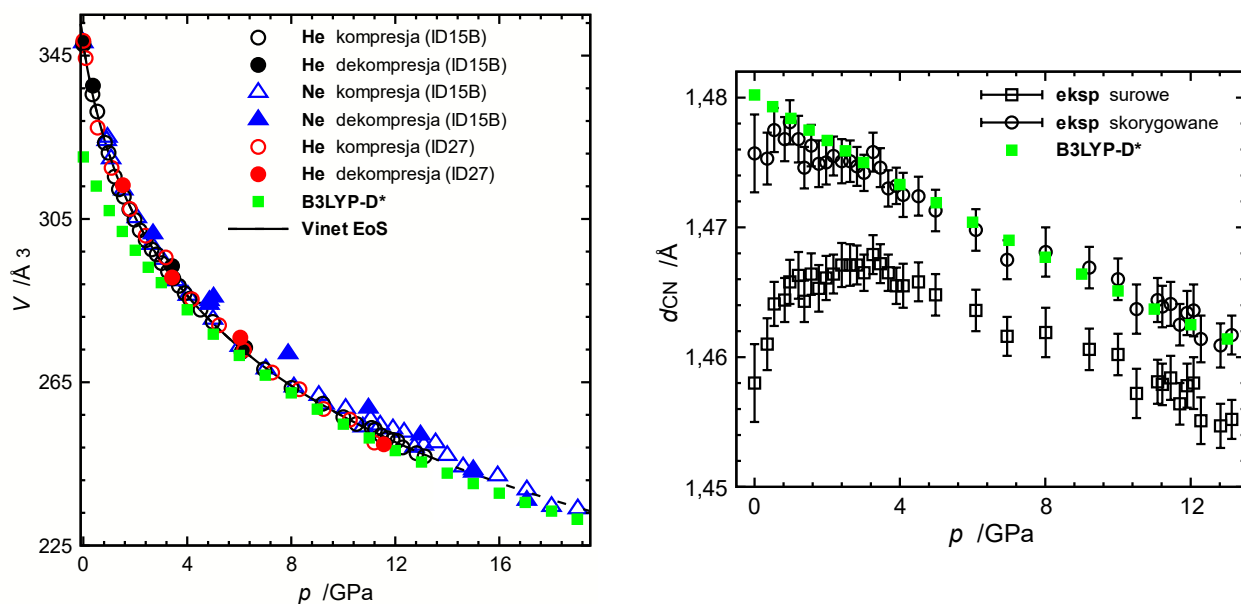 345
305
265
225
V /Å 3
0
4
8
12
16
p /GPa
He kompresja (ID15B)
He dekompresja (ID15B)
Ne kompresja (ID15B)
Ne dekompresja (ID15B)
He kompresja (ID27)
He dekompresja (ID27)
B3LYP-D*
Vinet EoS
1,48
1,47
1,46
1,45
dCN /Å
0
4
8
12
p /GPa
eksp surowe
eksp skorygowane
B3LYP-D*